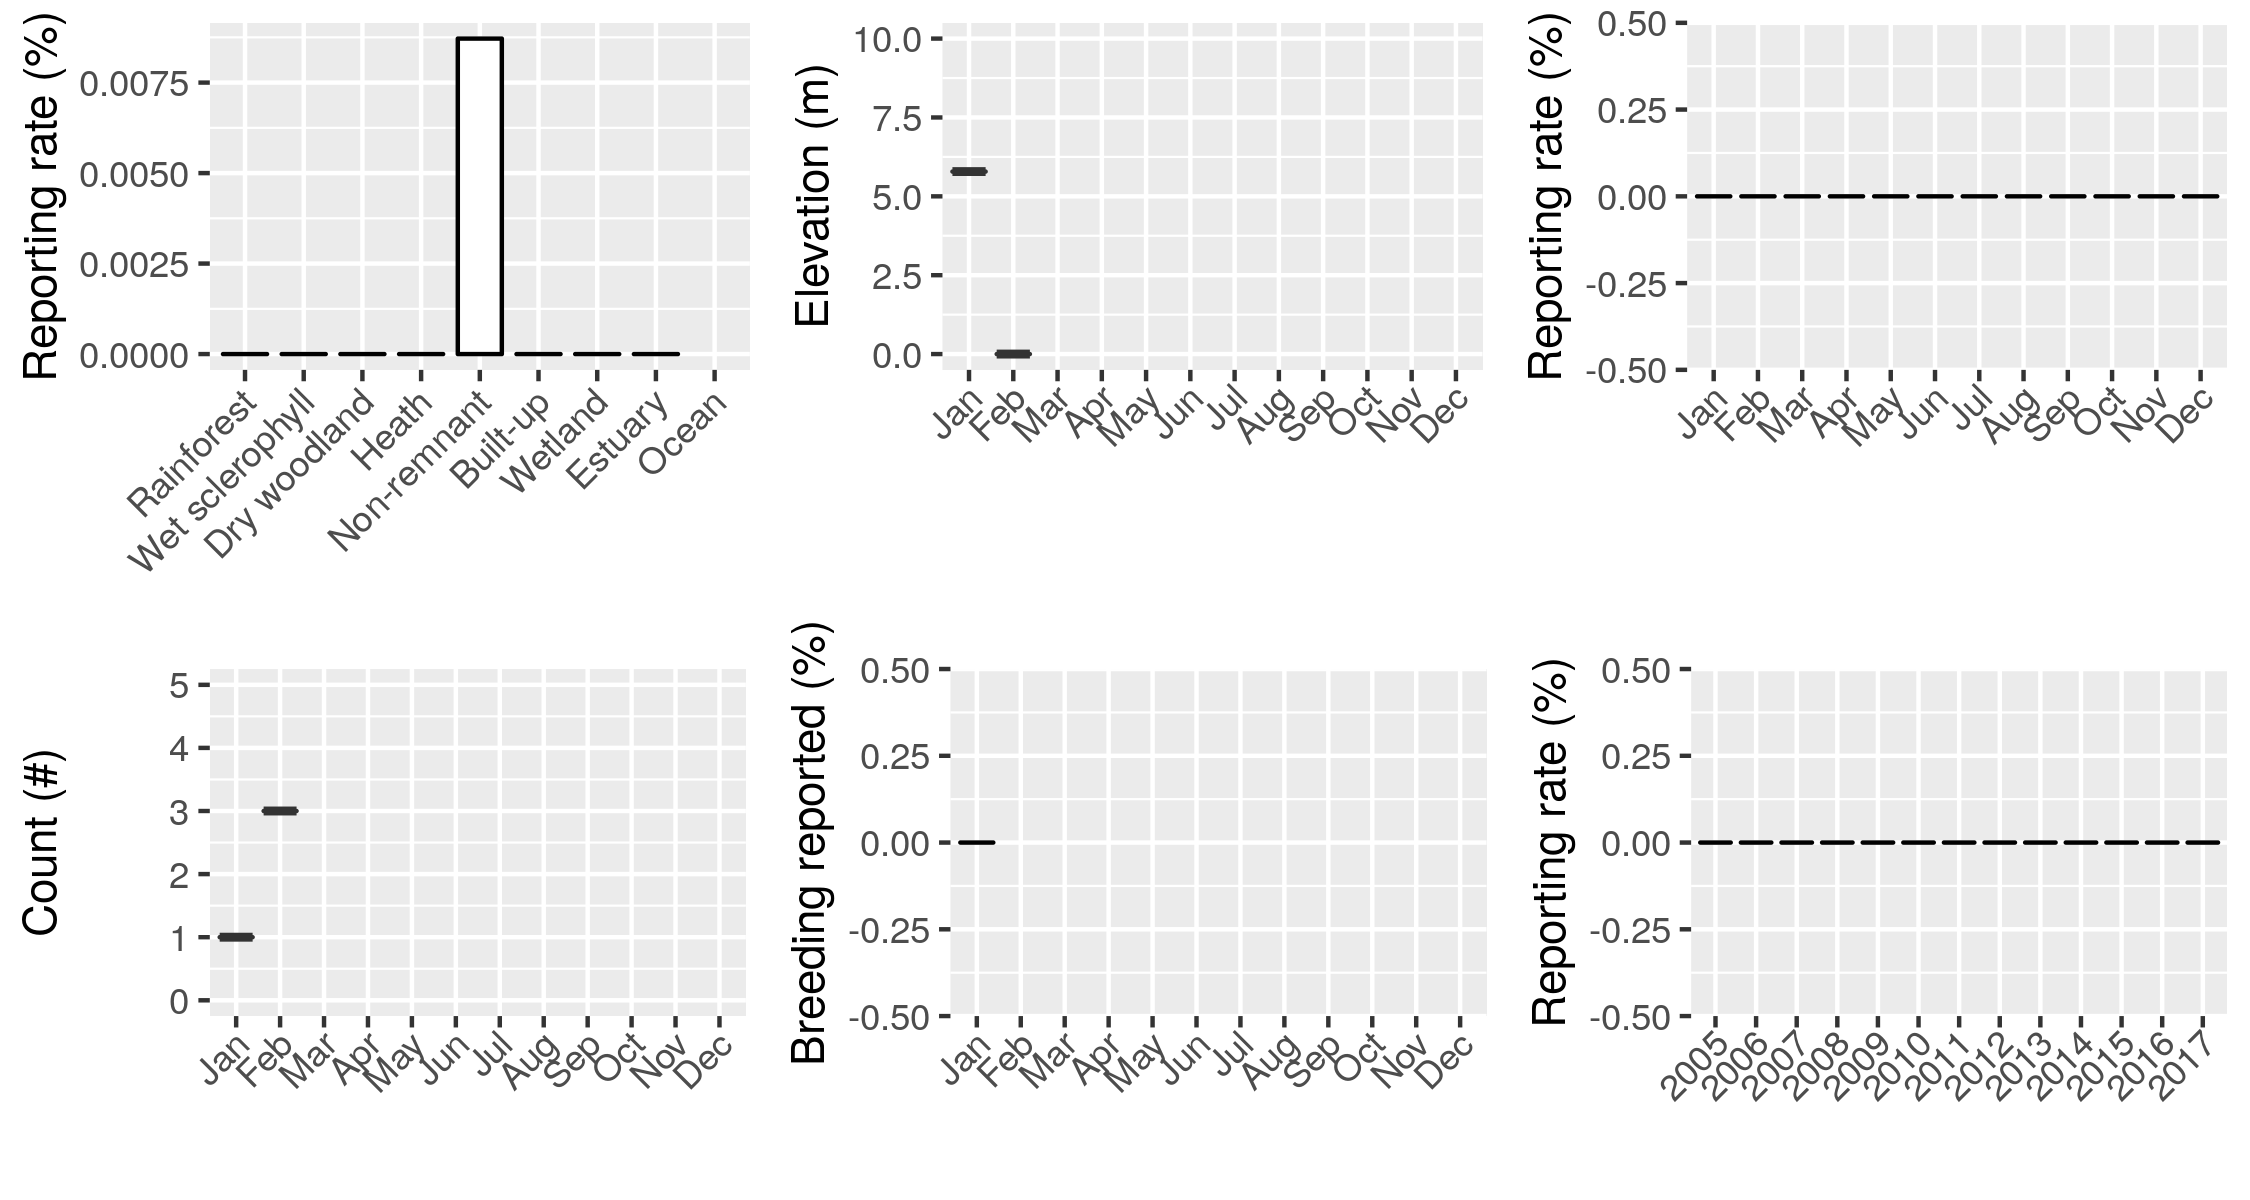 Reporting rate (%)
0.0075
0.0050
0.0025
0.0000
Rainforest
Wet sclerophyll
Dry woodland
Heath
Non-remnant
Built-up
Wetland
Estuary
Ocean
Elevation (m)
10.0
7.5
5.0
2.5
0.0
Jan
Feb
Mar
Apr
May
Jun
Jul
Aug
Sep
Oct
Nov
Dec
Reporting rate (%)
0.50
0.25
0.00
-0.25
-0.50
Jan
Feb
Mar
Apr
May
Jun
Jul
Aug
Sep
Oct
Nov
Dec
Count (#)
5
4
3
2
1
0
Jan
Feb
Mar
Apr
May
Jun
Jul
Aug
Sep
Oct
Nov
Dec
Breeding reported (%)
0.50
0.25
0.00
-0.25
-0.50
Jan
Feb
Mar
Apr
May
Jun
Jul
Aug
Sep
Oct
Nov
Dec
Reporting rate (%)
0.50
0.25
0.00
-0.25
-0.50
2005
2006
2007
2008
2009
2010
2011
2012
2013
2014
2015
2016
2017